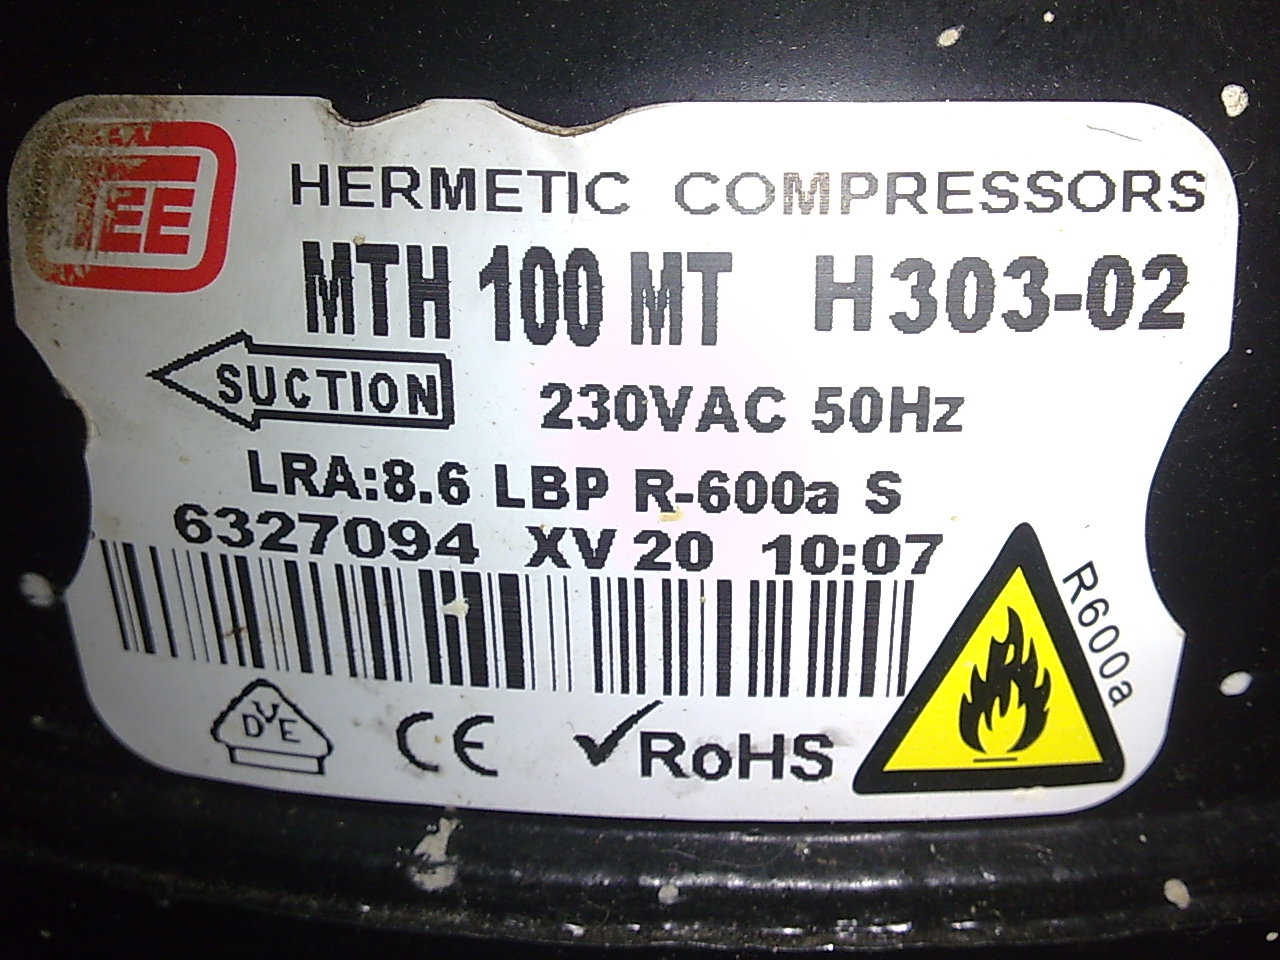 HERMETIC COMPRESSORS
MTH 100 MT H303-02
SUCTION
230VAC 50Hz
LRA:8.6 LBP R-600a S
6327094 XV 20 10:07
R600a
DVE
CE
RoHS